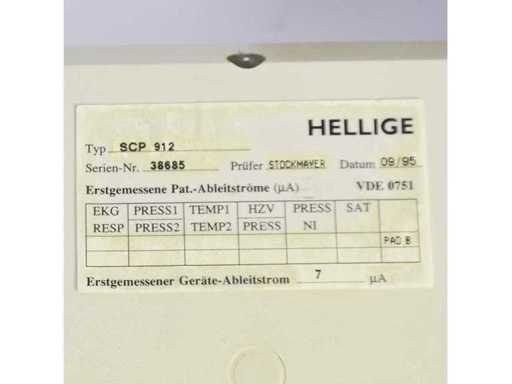 HELLIGE
Typ SCP 912
Serien-Nr. 38685 Prüfer STOCKMAYER Datum 09/95
Erstgemessene Pat.-Ableitströme (µA) VDE 0751
EKG PRESS1 TEMP1 HZV PRESS SAT
RESP PRESS2 TEMP2 PRESS NI
PAD B
Erstgemessener Geräte-Ableitstrom 7 µA